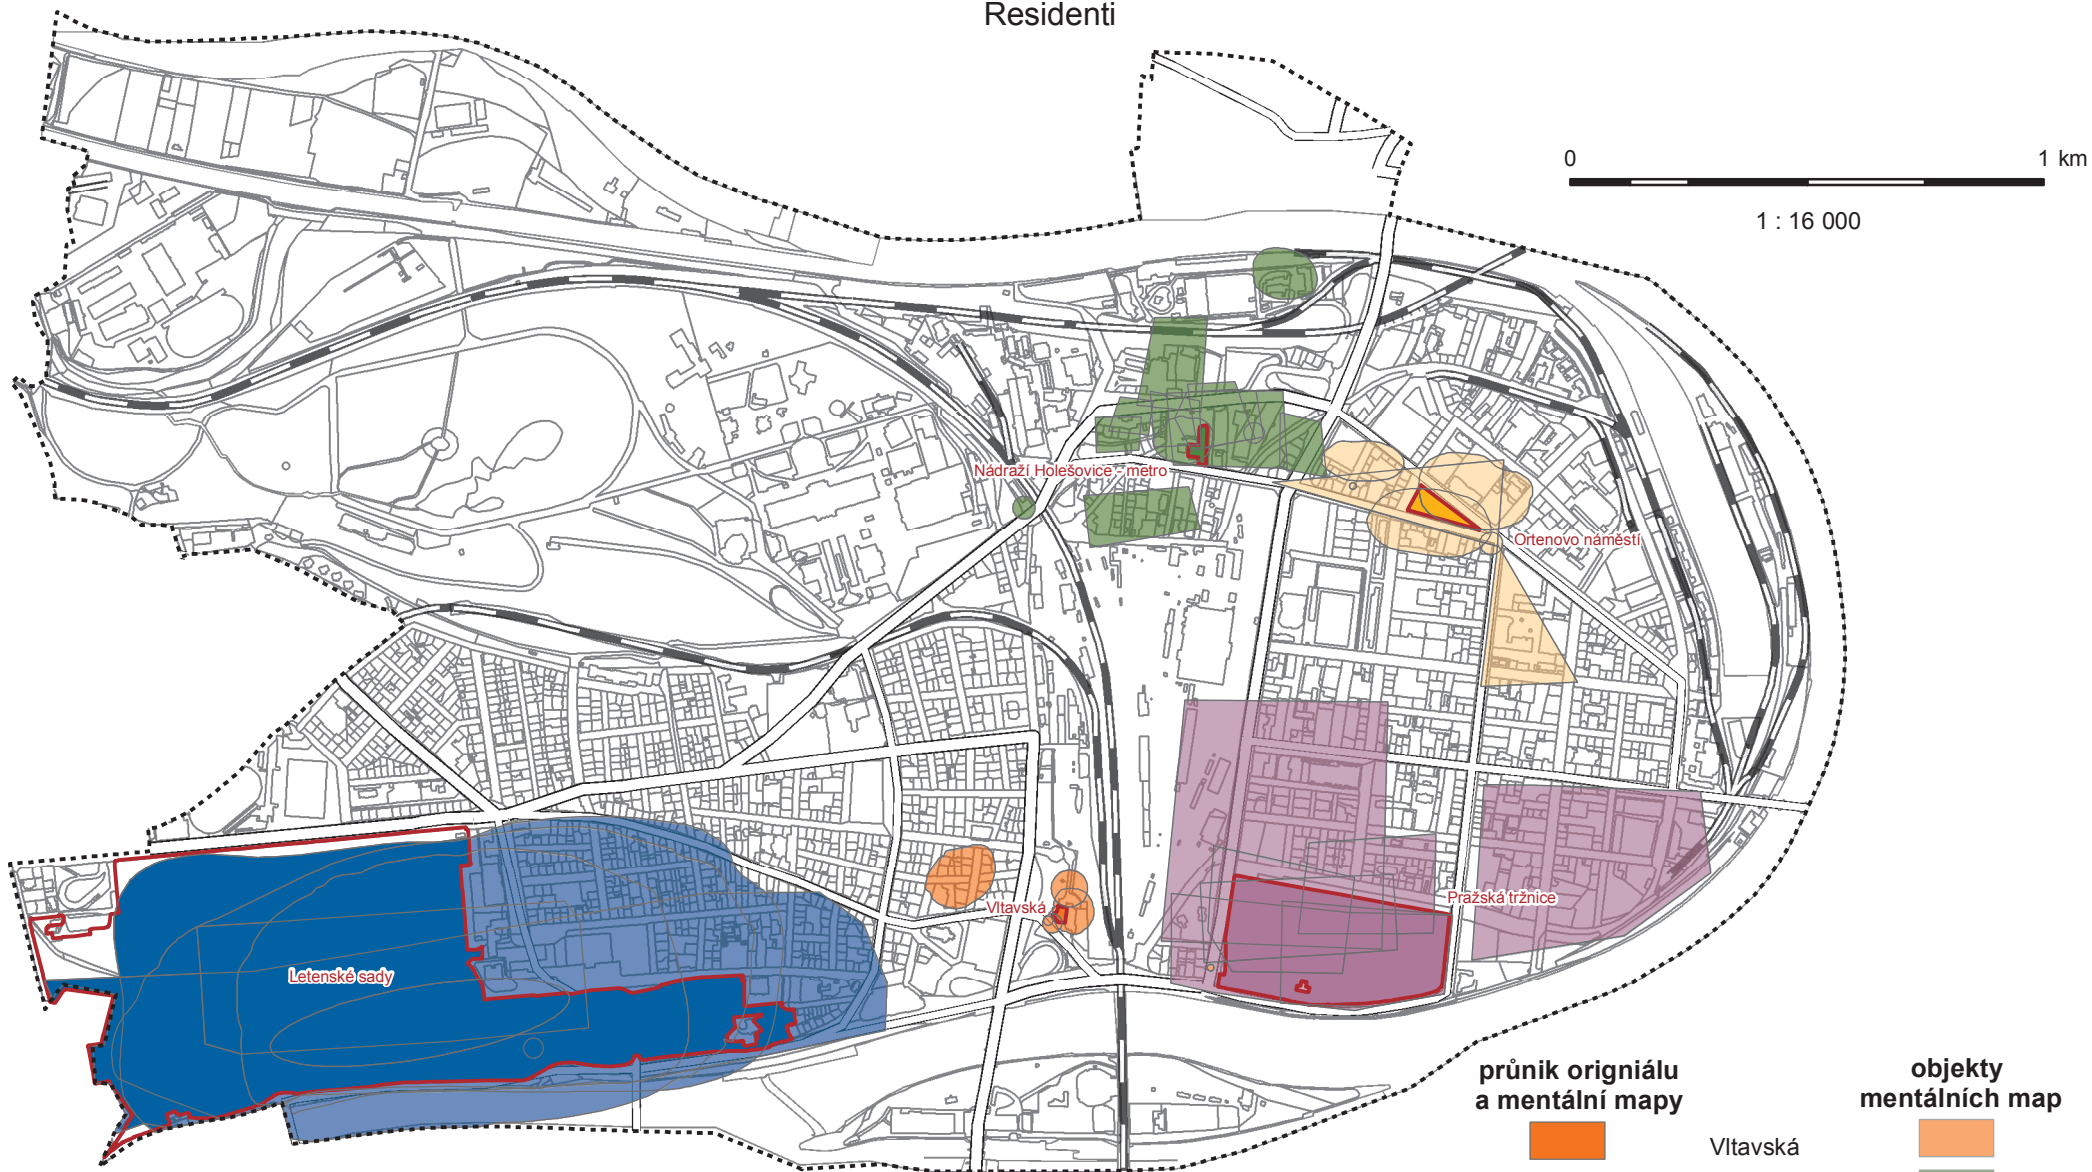 Residenti
0 1 km
1 : 16 000
Nádraží Holešovice - metro
Ortenovo náměstí
Pražská tržnice
Vltavská
Letenské sady
průnik origniálu
a mentální mapy
objekty
mentálních map
Vltavská